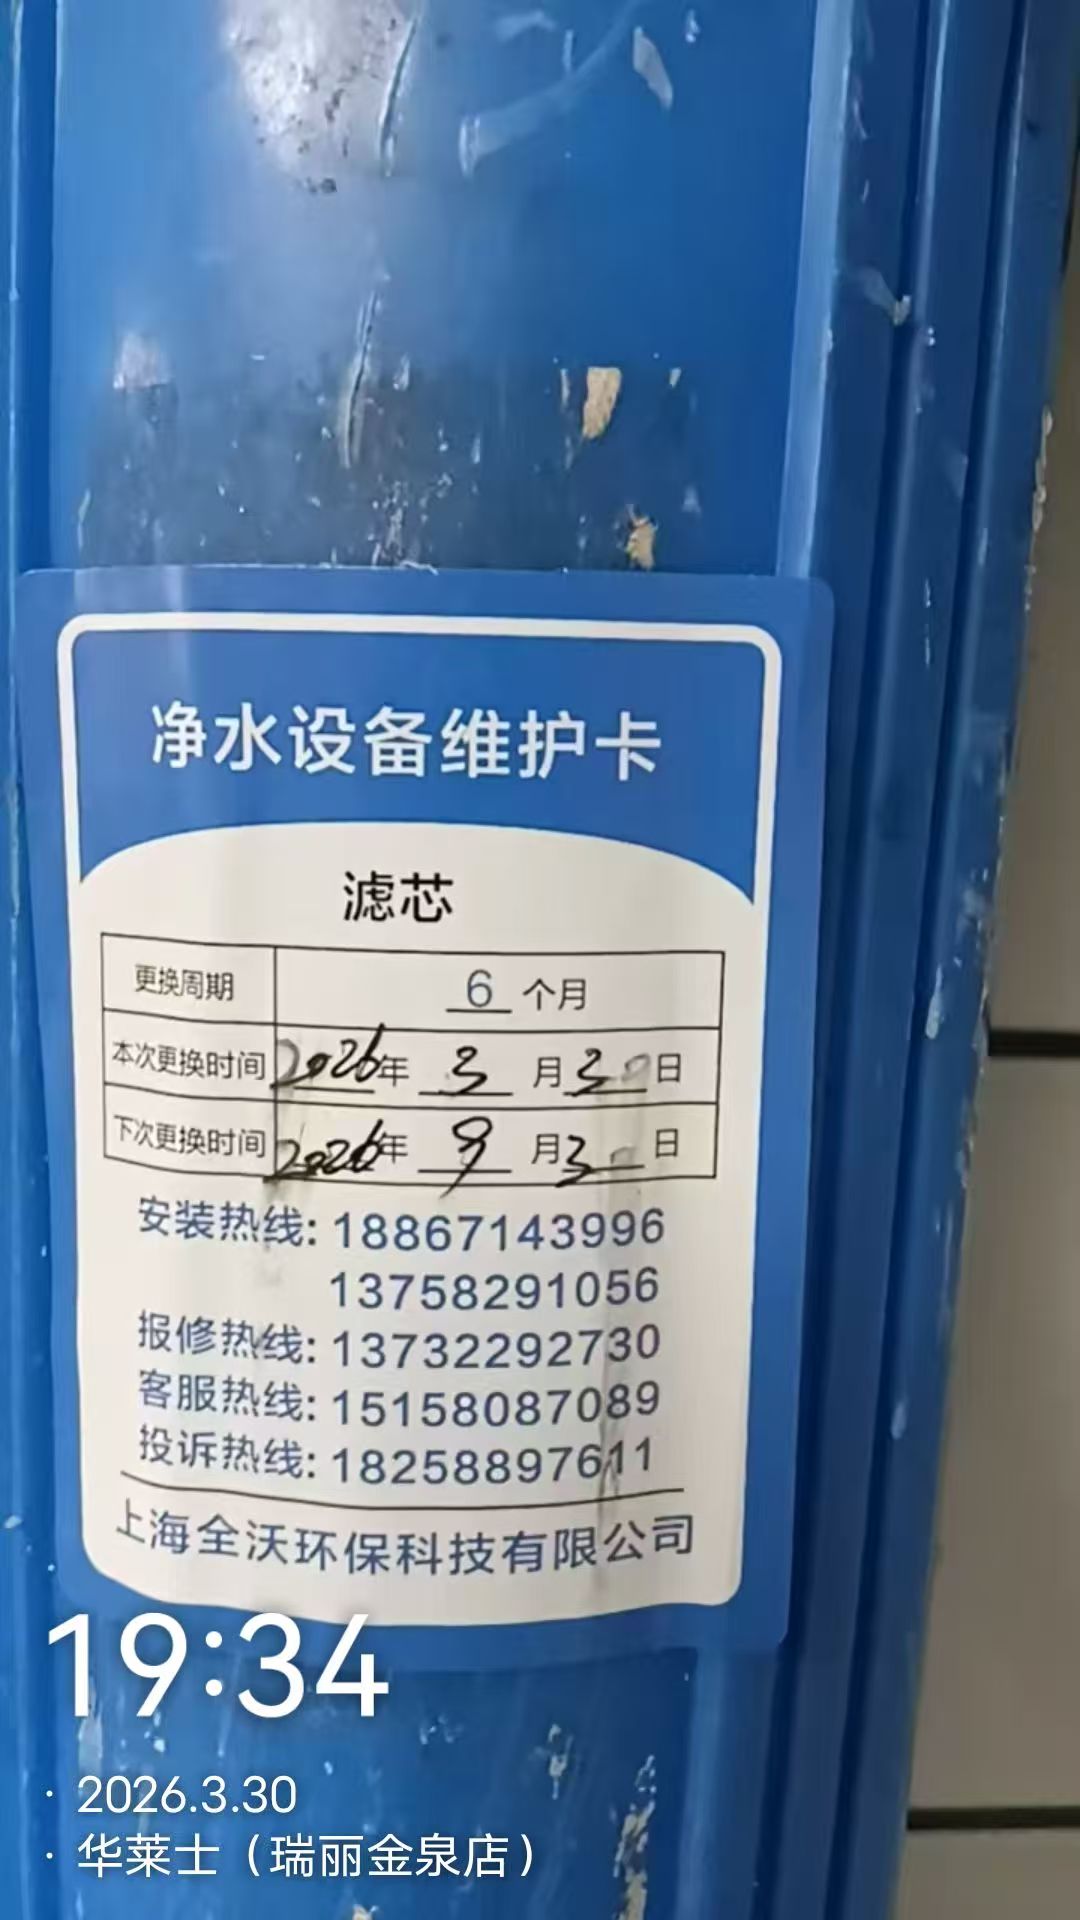 净水设备维护卡
滤芯
更换周期 6 个月
本次更换时间 2026年 3 月 30 日
下次更换时间 2026年 9 月 30 日
安装热线: 18867143996
13758291056
报修热线: 13732292730
客服热线: 15158087089
投诉热线: 18258897611
上海全沃环保科技有限公司
19:34
· 2026.3.30
· 华莱士（瑞丽金泉店）